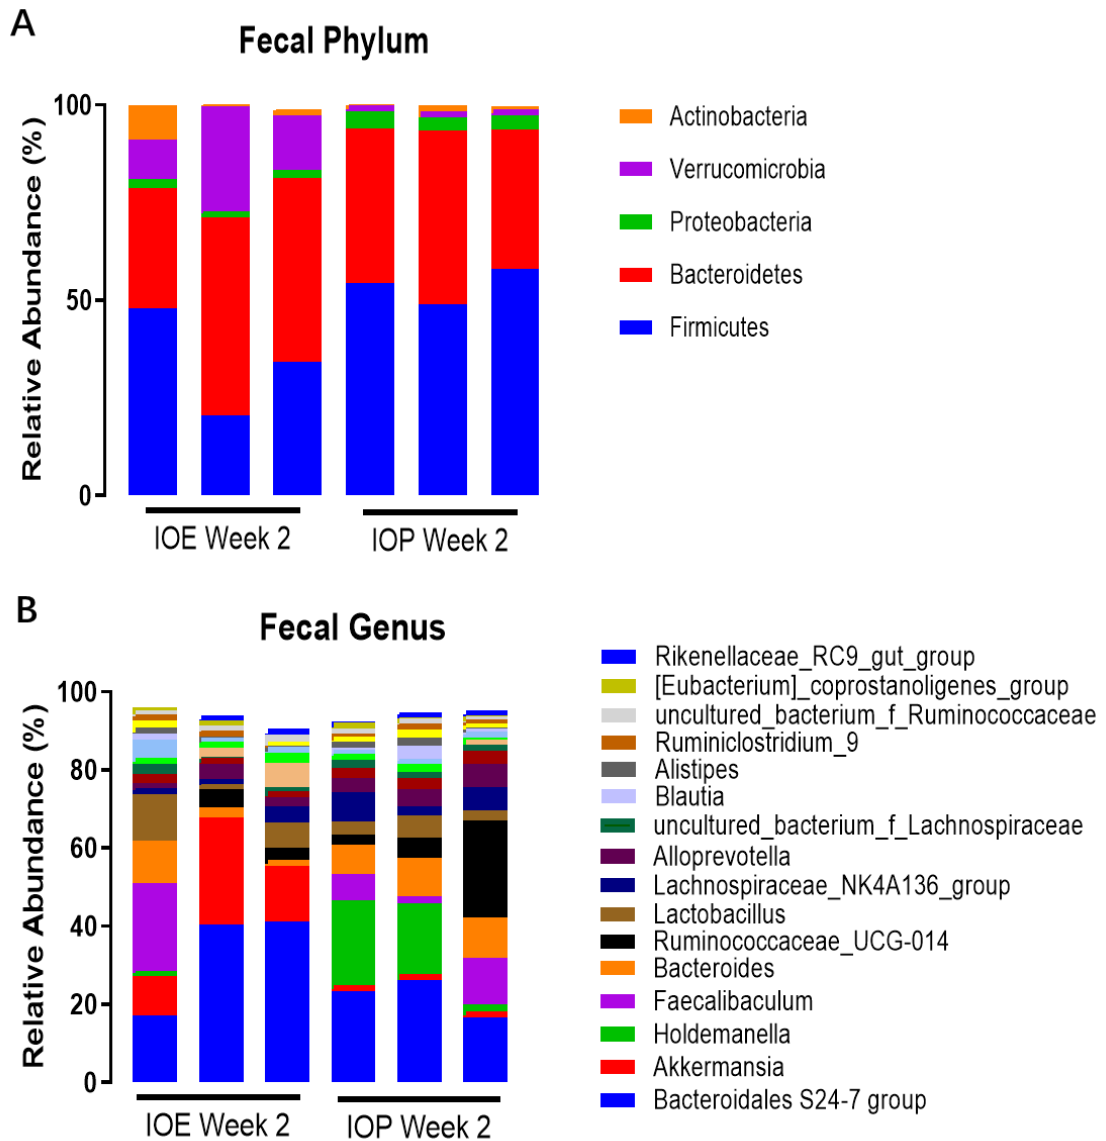 A
Fecal Phylum
Relative Abundance (%)
100
50
0
IOE Week 2
IOP Week 2
Actinobacteria
Verrucomicrobia
Proteobacteria
Bacteroidetes
Firmicutes
B
Fecal Genus
Relative Abundance (%)
100
80
60
40
20
0
IOE Week 2
IOP Week 2
Rikenellaceae_RC9_gut_group
[Eubacterium]_coprostanoligenes_group
uncultured_bacterium_f_Ruminococcaceae
Ruminiclostridium_9
Alistipes
Blautia
uncultured_bacterium_f_Lachnospiraceae
Alloprevotella
Lachnospiraceae_NK4A136_group
Lactobacillus
Ruminococcaceae_UCG-014
Bacteroides
Faecalibaculum
Holdemanella
Akkermansia
Bacteroidales S24-7 group